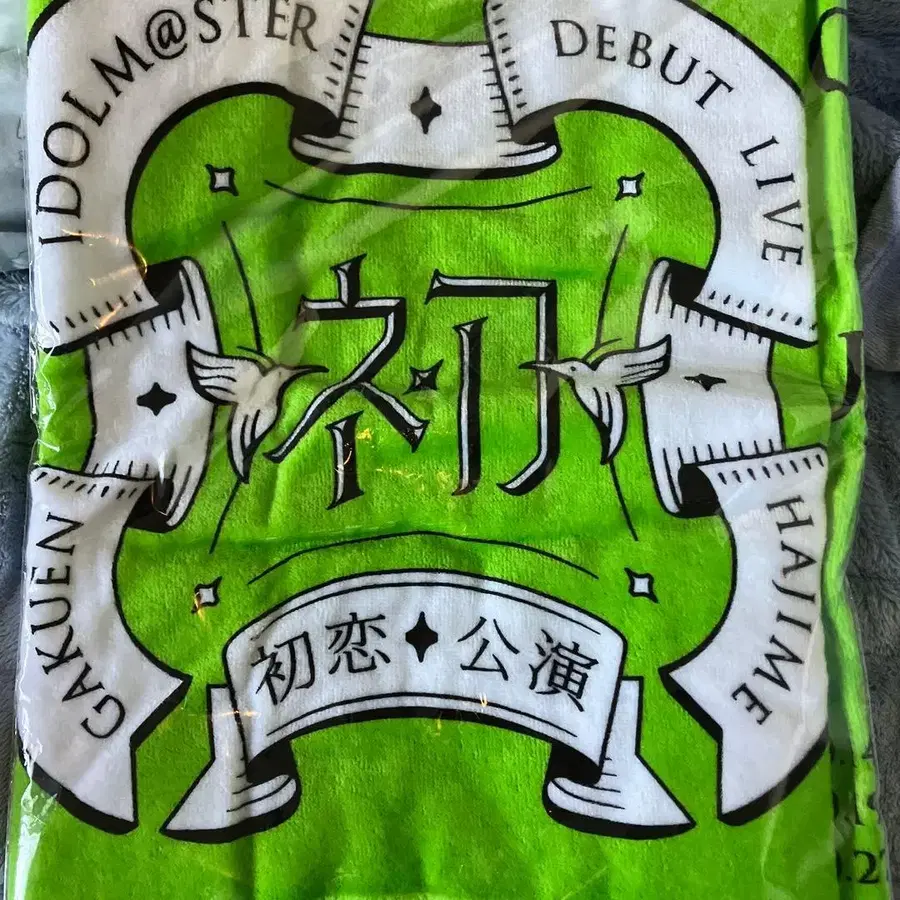 GAKUEN IDOLM@STER
DEBUT LIVE HAJIME
初
初恋✦公演